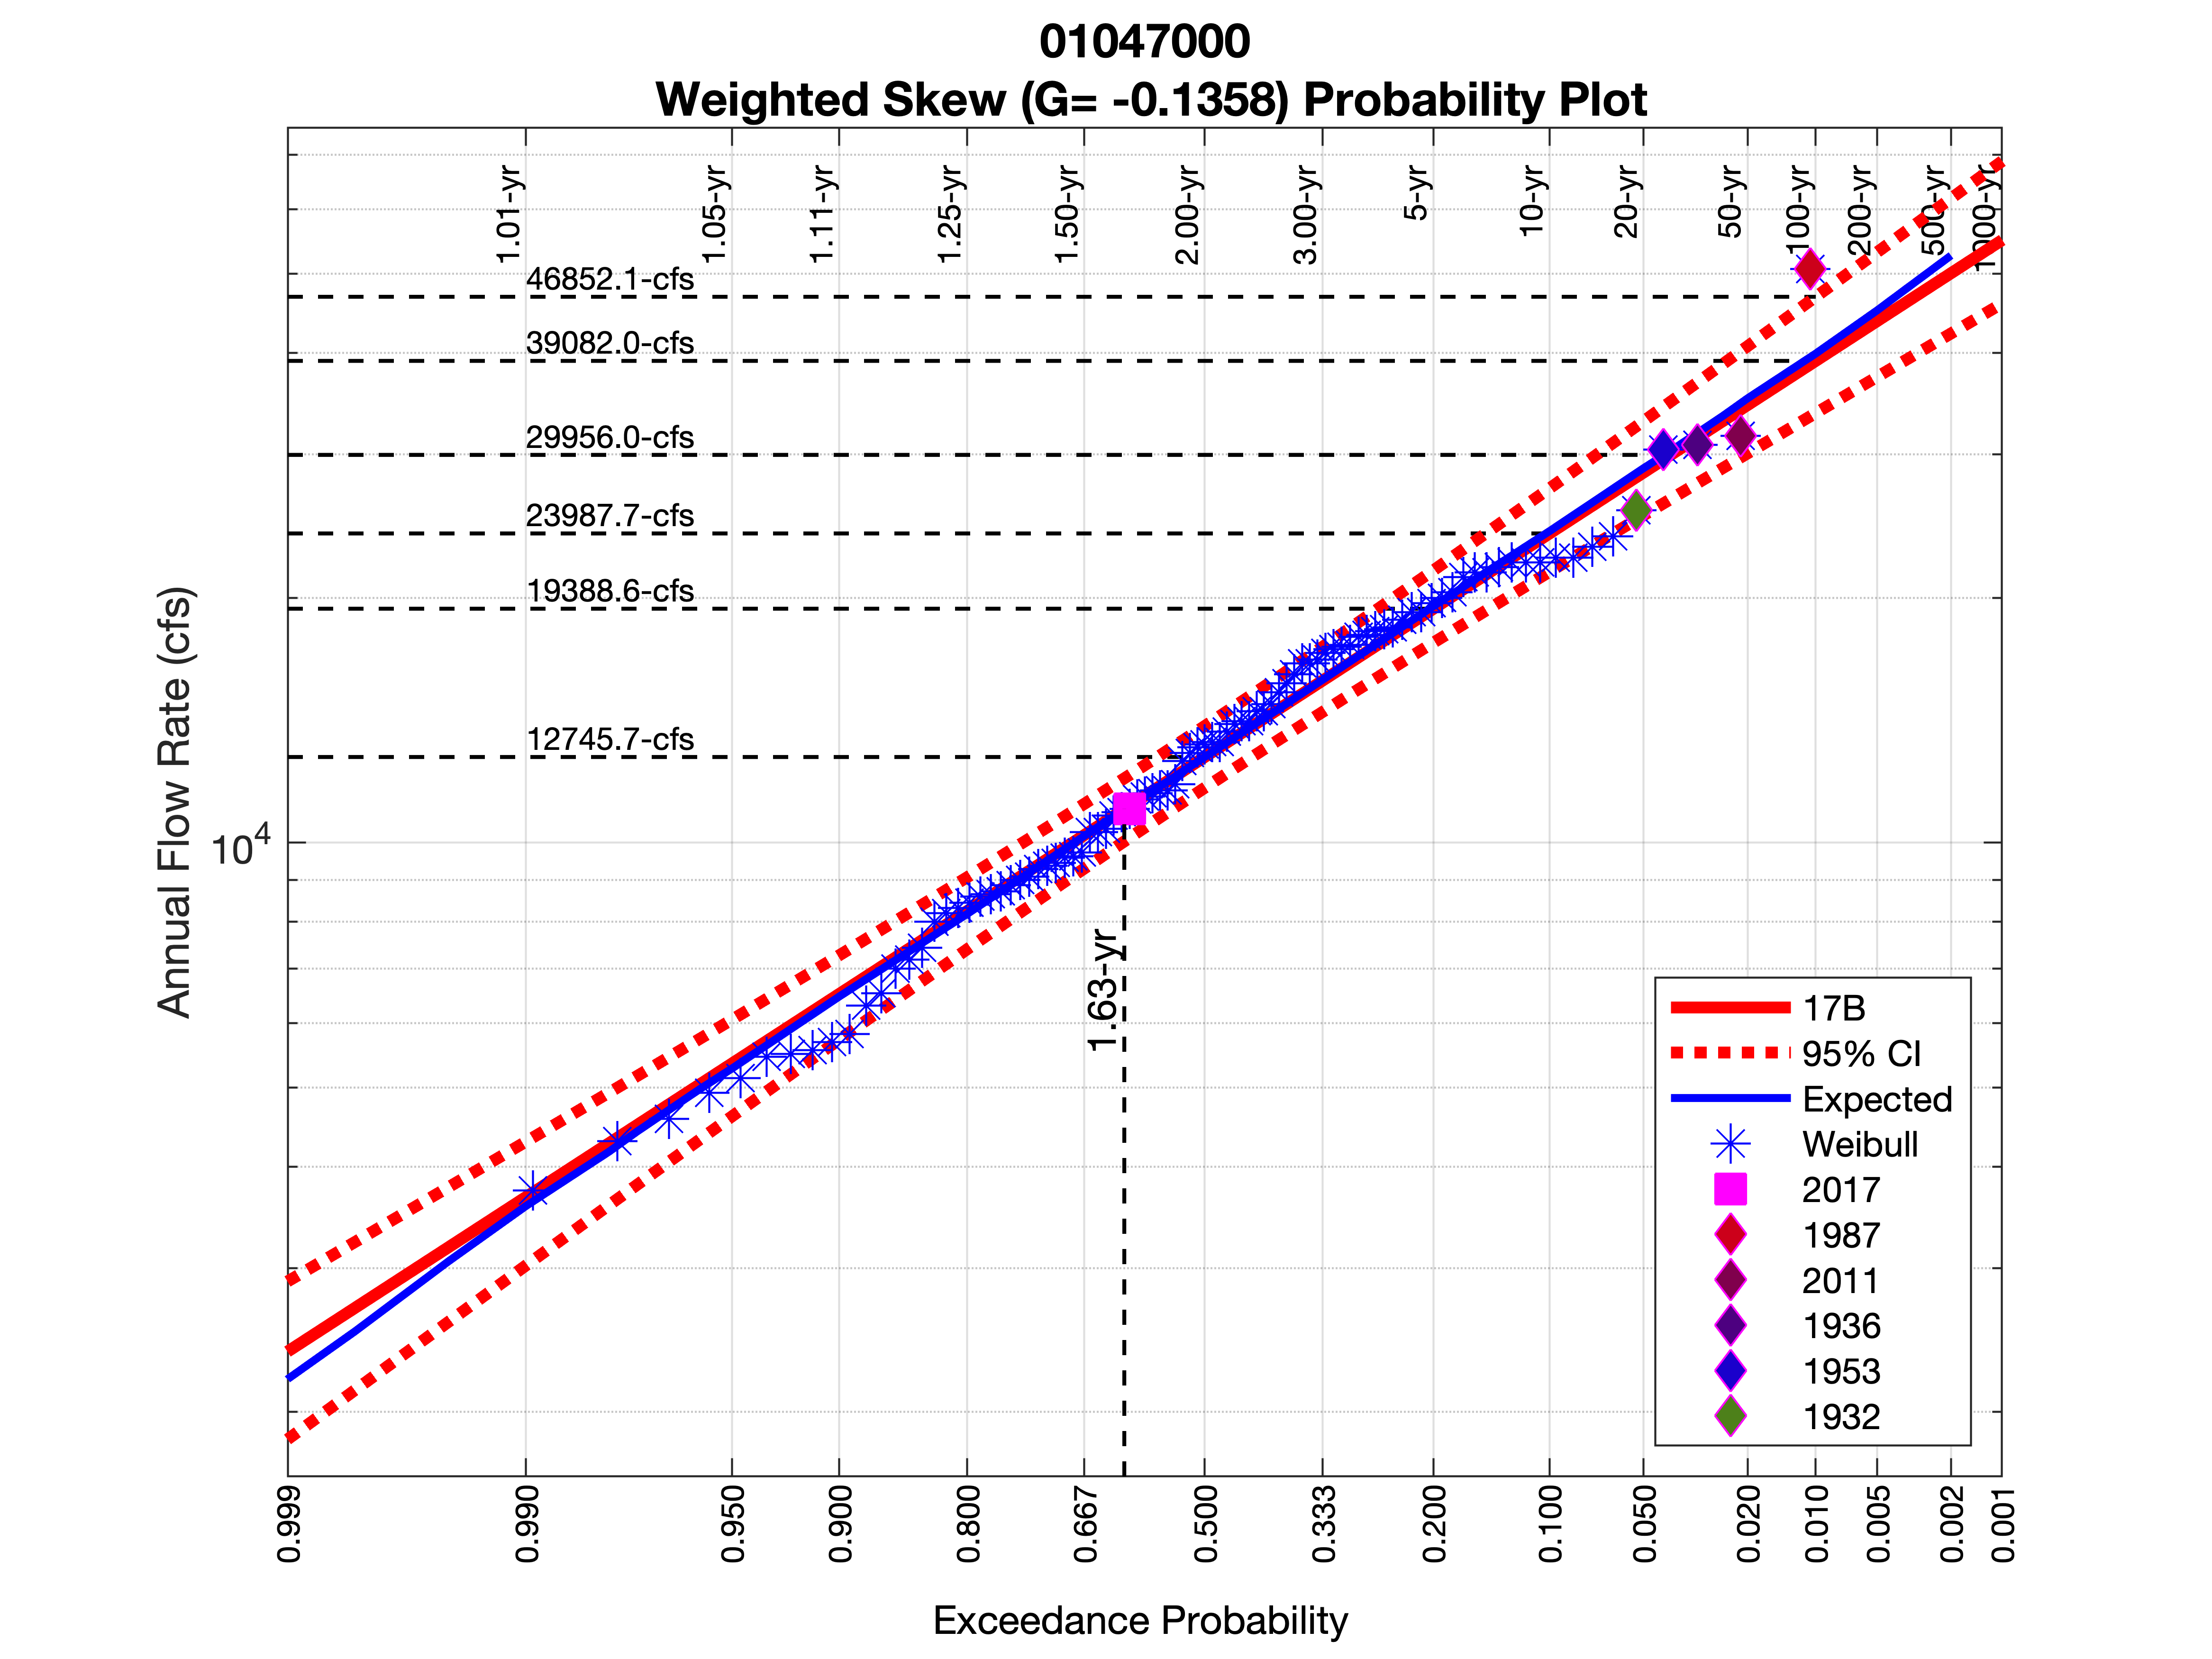 01047000
Weighted Skew (G= -0.1358) Probability Plot
1.01-yr
1.05-yr
1.11-yr
1.25-yr
1.50-yr
2.00-yr
3.00-yr
5-yr
10-yr
20-yr
50-yr
100-yr
200-yr
500-yr
1000-yr
46852.1-cfs
39082.0-cfs
29956.0-cfs
23987.7-cfs
19388.6-cfs
12745.7-cfs
10^4
Annual Flow Rate (cfs)
1.63-yr
17B
95% CI
Expected
Weibull
2017
1987
2011
1936
1953
1932
0.999
0.990
0.950
0.900
0.800
0.667
0.500
0.333
0.200
0.100
0.050
0.020
0.010
0.005
0.002
0.001
Exceedance Probability